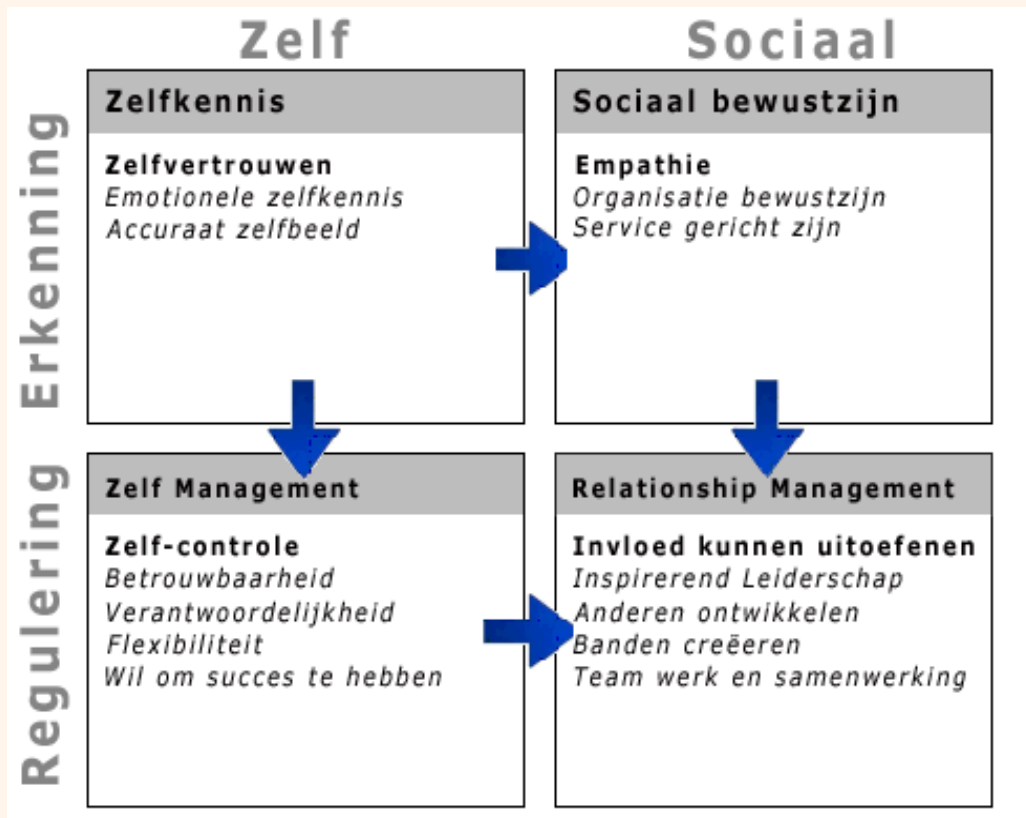 Zelf
Sociaal
Erkenning
Zelfkennis
Zelfvertrouwen
Emotionele zelfkennis
Accuraat zelfbeeld
Sociaal bewustzijn
Empathie
Organisatie bewustzijn
Service gericht zijn
Regulering
Zelf Management
Zelf-controle
Betrouwbaarheid
Verantwoordelijkheid
Flexibiliteit
Wil om succes te hebben
Relationship Management
Invloed kunnen uitoefenen
Inspirerend Leiderschap
Anderen ontwikkelen
Banden creëeren
Team werk en samenwerking